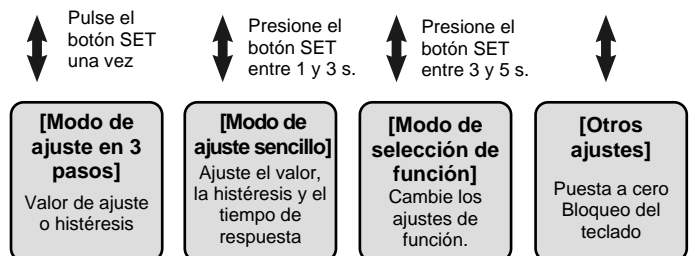 Pulse el
botón SET
una vez
Presione el
botón SET
entre 1 y 3 s.
Presione el
botón SET
entre 3 y 5 s.
[Modo de
ajuste en 3
pasos]
Valor de ajuste
o histéresis
[Modo de
ajuste sencillo]
Ajuste el valor,
la histéresis y el
tiempo de
respuesta
[Modo de
selección de
función]
Cambie los
ajustes de
función.
[Otros
ajustes]
Puesta a cero
Bloqueo del
teclado